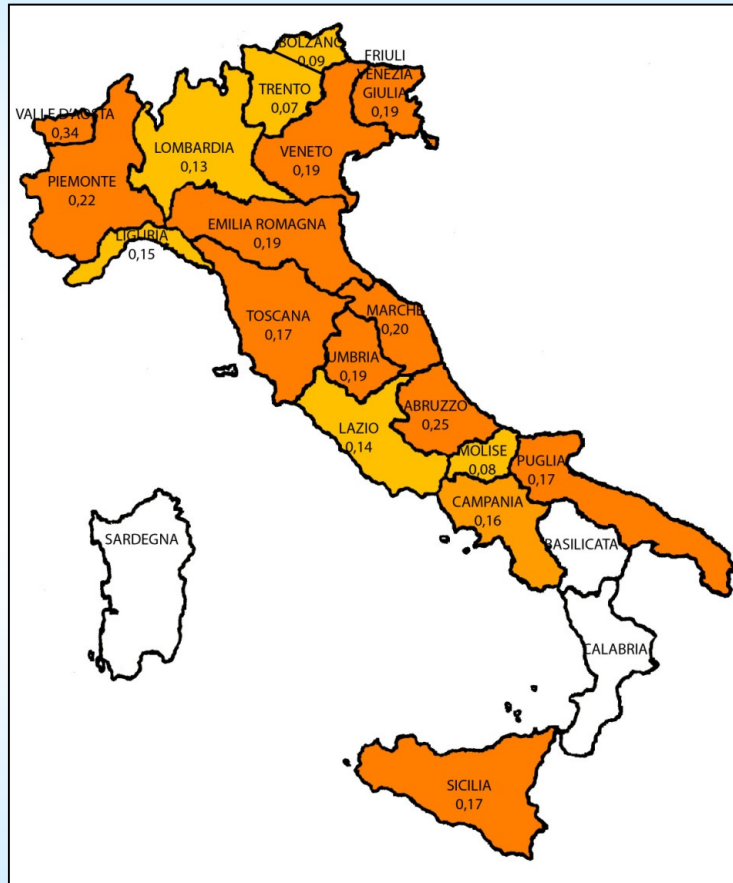 BOLZANO
0,09
FRIULI
VENEZIA
GIULIA
0,19
TRENTO
0,07
VALLE D'AOSTA
0,34
LOMBARDIA
0,13
VENETO
0,19
PIEMONTE
0,22
EMILIA ROMAGNA
0,19
LIGURIA
0,15
TOSCANA
0,17
MARCHE
0,20
UMBRIA
0,19
ABRUZZO
0,25
LAZIO
0,14
MOLISE
0,08
PUGLIA
0,17
CAMPANIA
0,16
SARDEGNA
BASILICATA
CALABRIA
SICILIA
0,17